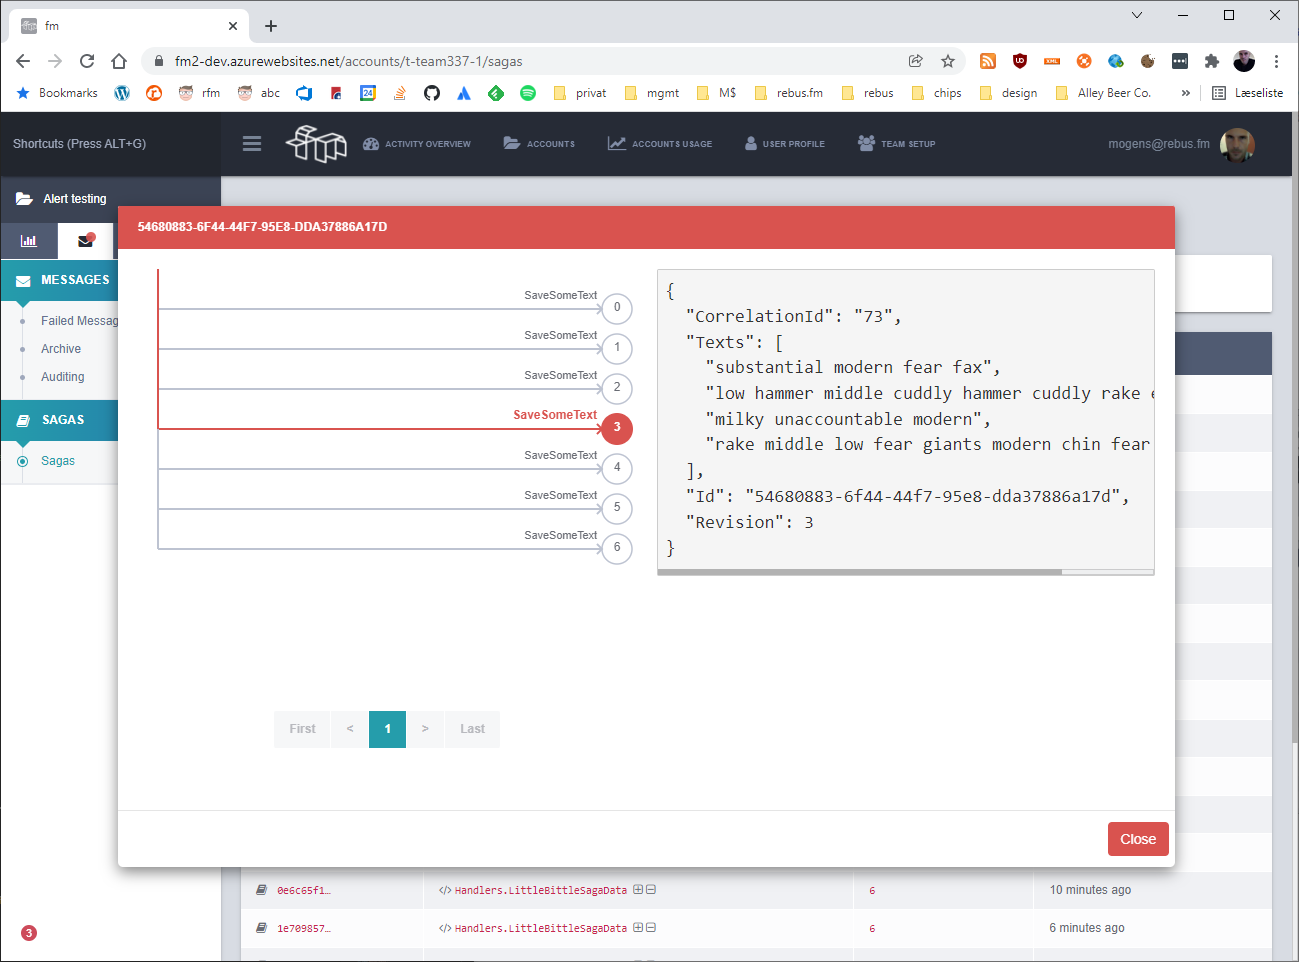 fm
fm2-dev.azurewebsites.net/accounts/t-team337-1/sagas
Bookmarks rfm abc 24 privat mgmt M$ rebus.fm rebus chips design Alley Beer Co. » Læseliste
Shortcuts (Press ALT+G)
ACTIVITY OVERVIEW ACCOUNTS ACCOUNTS USAGE USER PROFILE TEAM SETUP
mogens@rebus.fm
Alert testing
MESSAGES
Failed Messag
Archive
Auditing
SAGAS
Sagas
3
54680883-6F44-44F7-95E8-DDA37886A17D
SaveSomeText 0
SaveSomeText 1
SaveSomeText 2
SaveSomeText 3
SaveSomeText 4
SaveSomeText 5
SaveSomeText 6
{
"CorrelationId": "73",
"Texts": [
"substantial modern fear fax",
"low hammer middle cuddly hammer cuddly rake
"milky unaccountable modern",
"rake middle low fear giants modern chin fear
],
"Id": "54680883-6f44-44f7-95e8-dda37886a17d",
"Revision": 3
}
First < 1 > Last
Close
0e6c65f1… </> Handlers.LittleBittleSagaData 6 10 minutes ago
1e709857… </> Handlers.LittleBittleSagaData 6 6 minutes ago